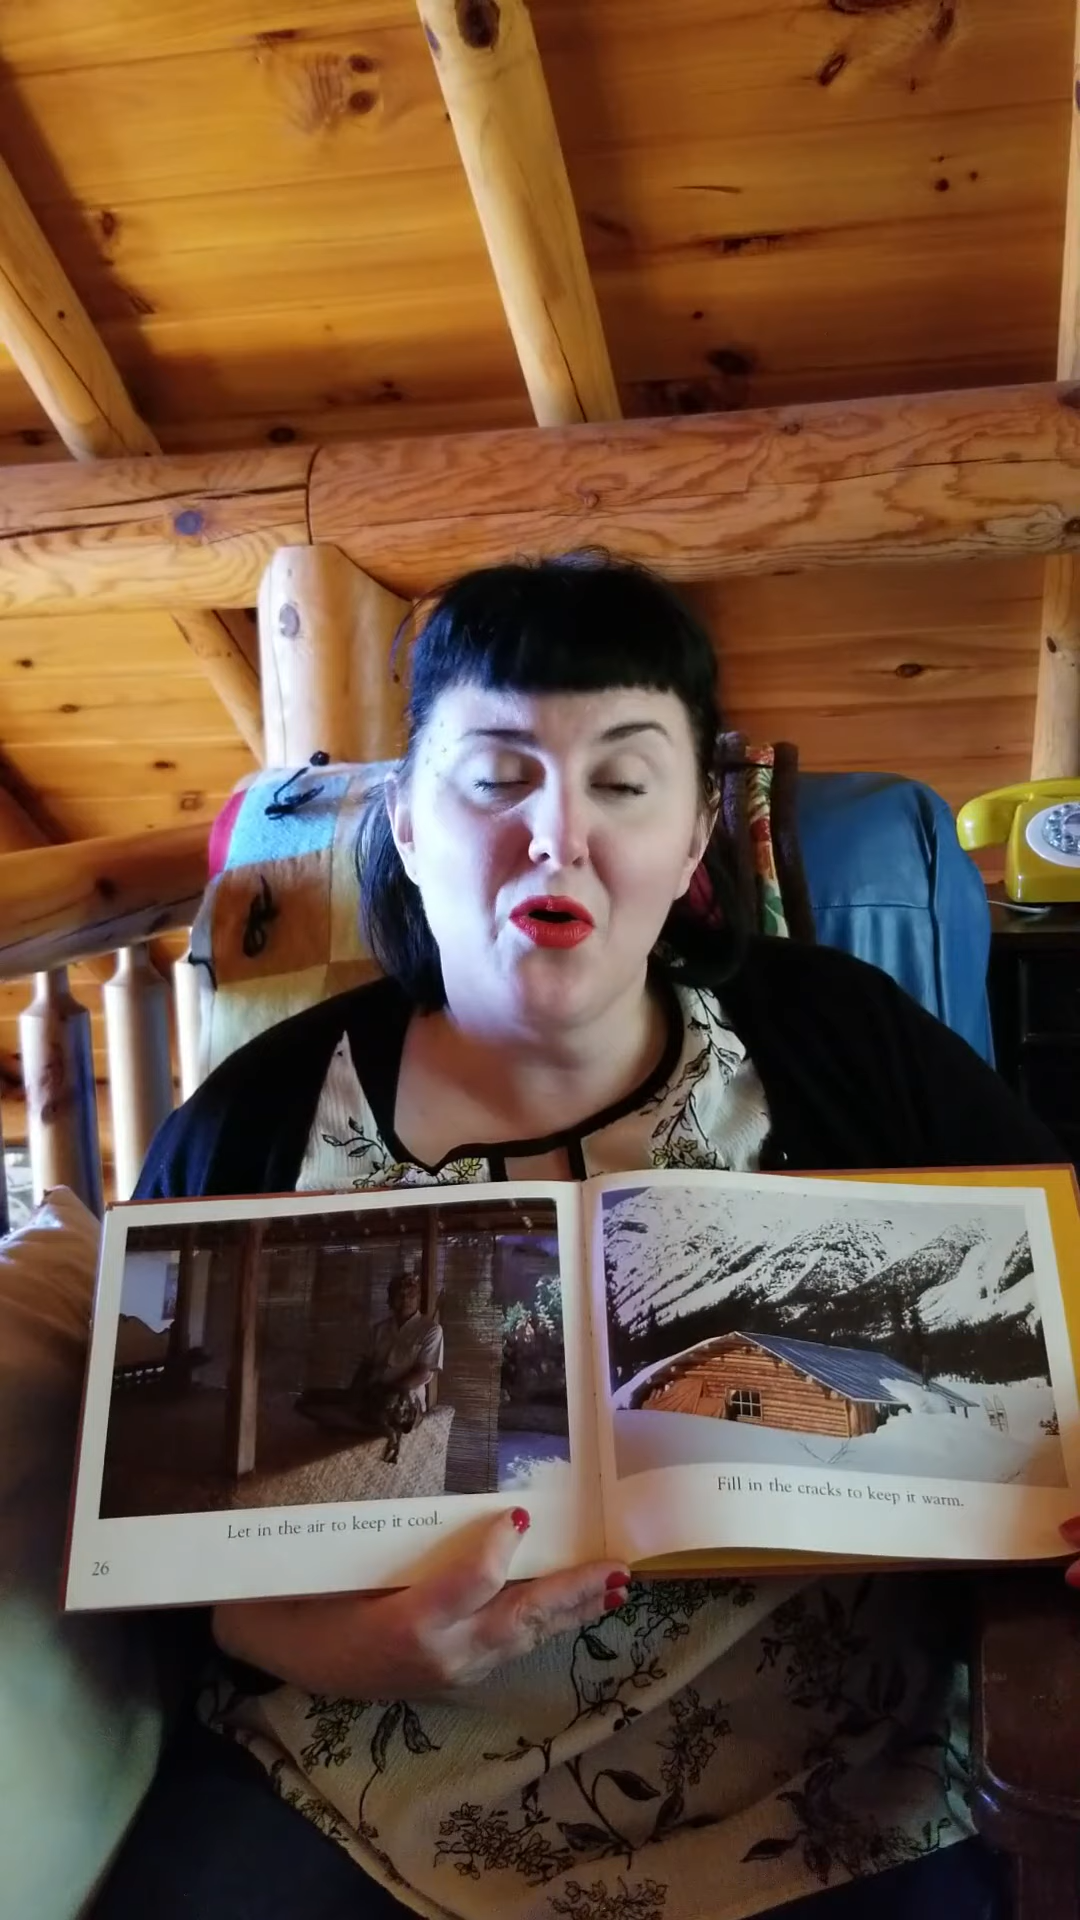 Let in the air to keep it cool.
26
Fill in the cracks to keep it warm.